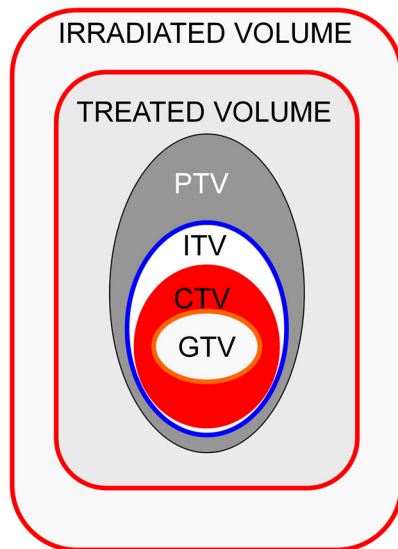 IRRADIATED VOLUME
TREATED VOLUME
PTV
ITV
CTV
GTV